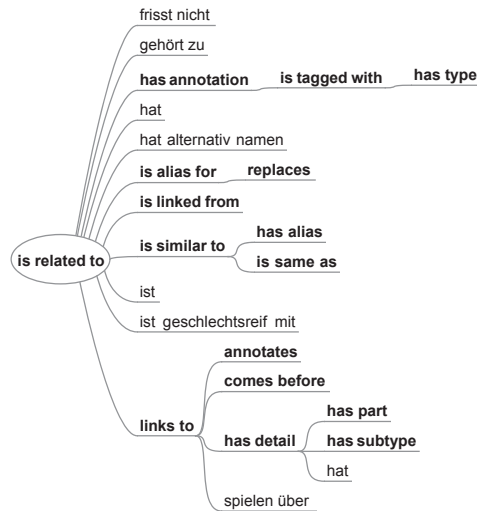 frisst nicht
gehört zu
has annotation is tagged with has type
hat
hat alternativ namen
is alias for replaces
is linked from
is related to
is similar to
has alias
is same as
ist
ist geschlechtsreif mit
links to
annotates
comes before
has detail
has part
has subtype
hat
spielen über